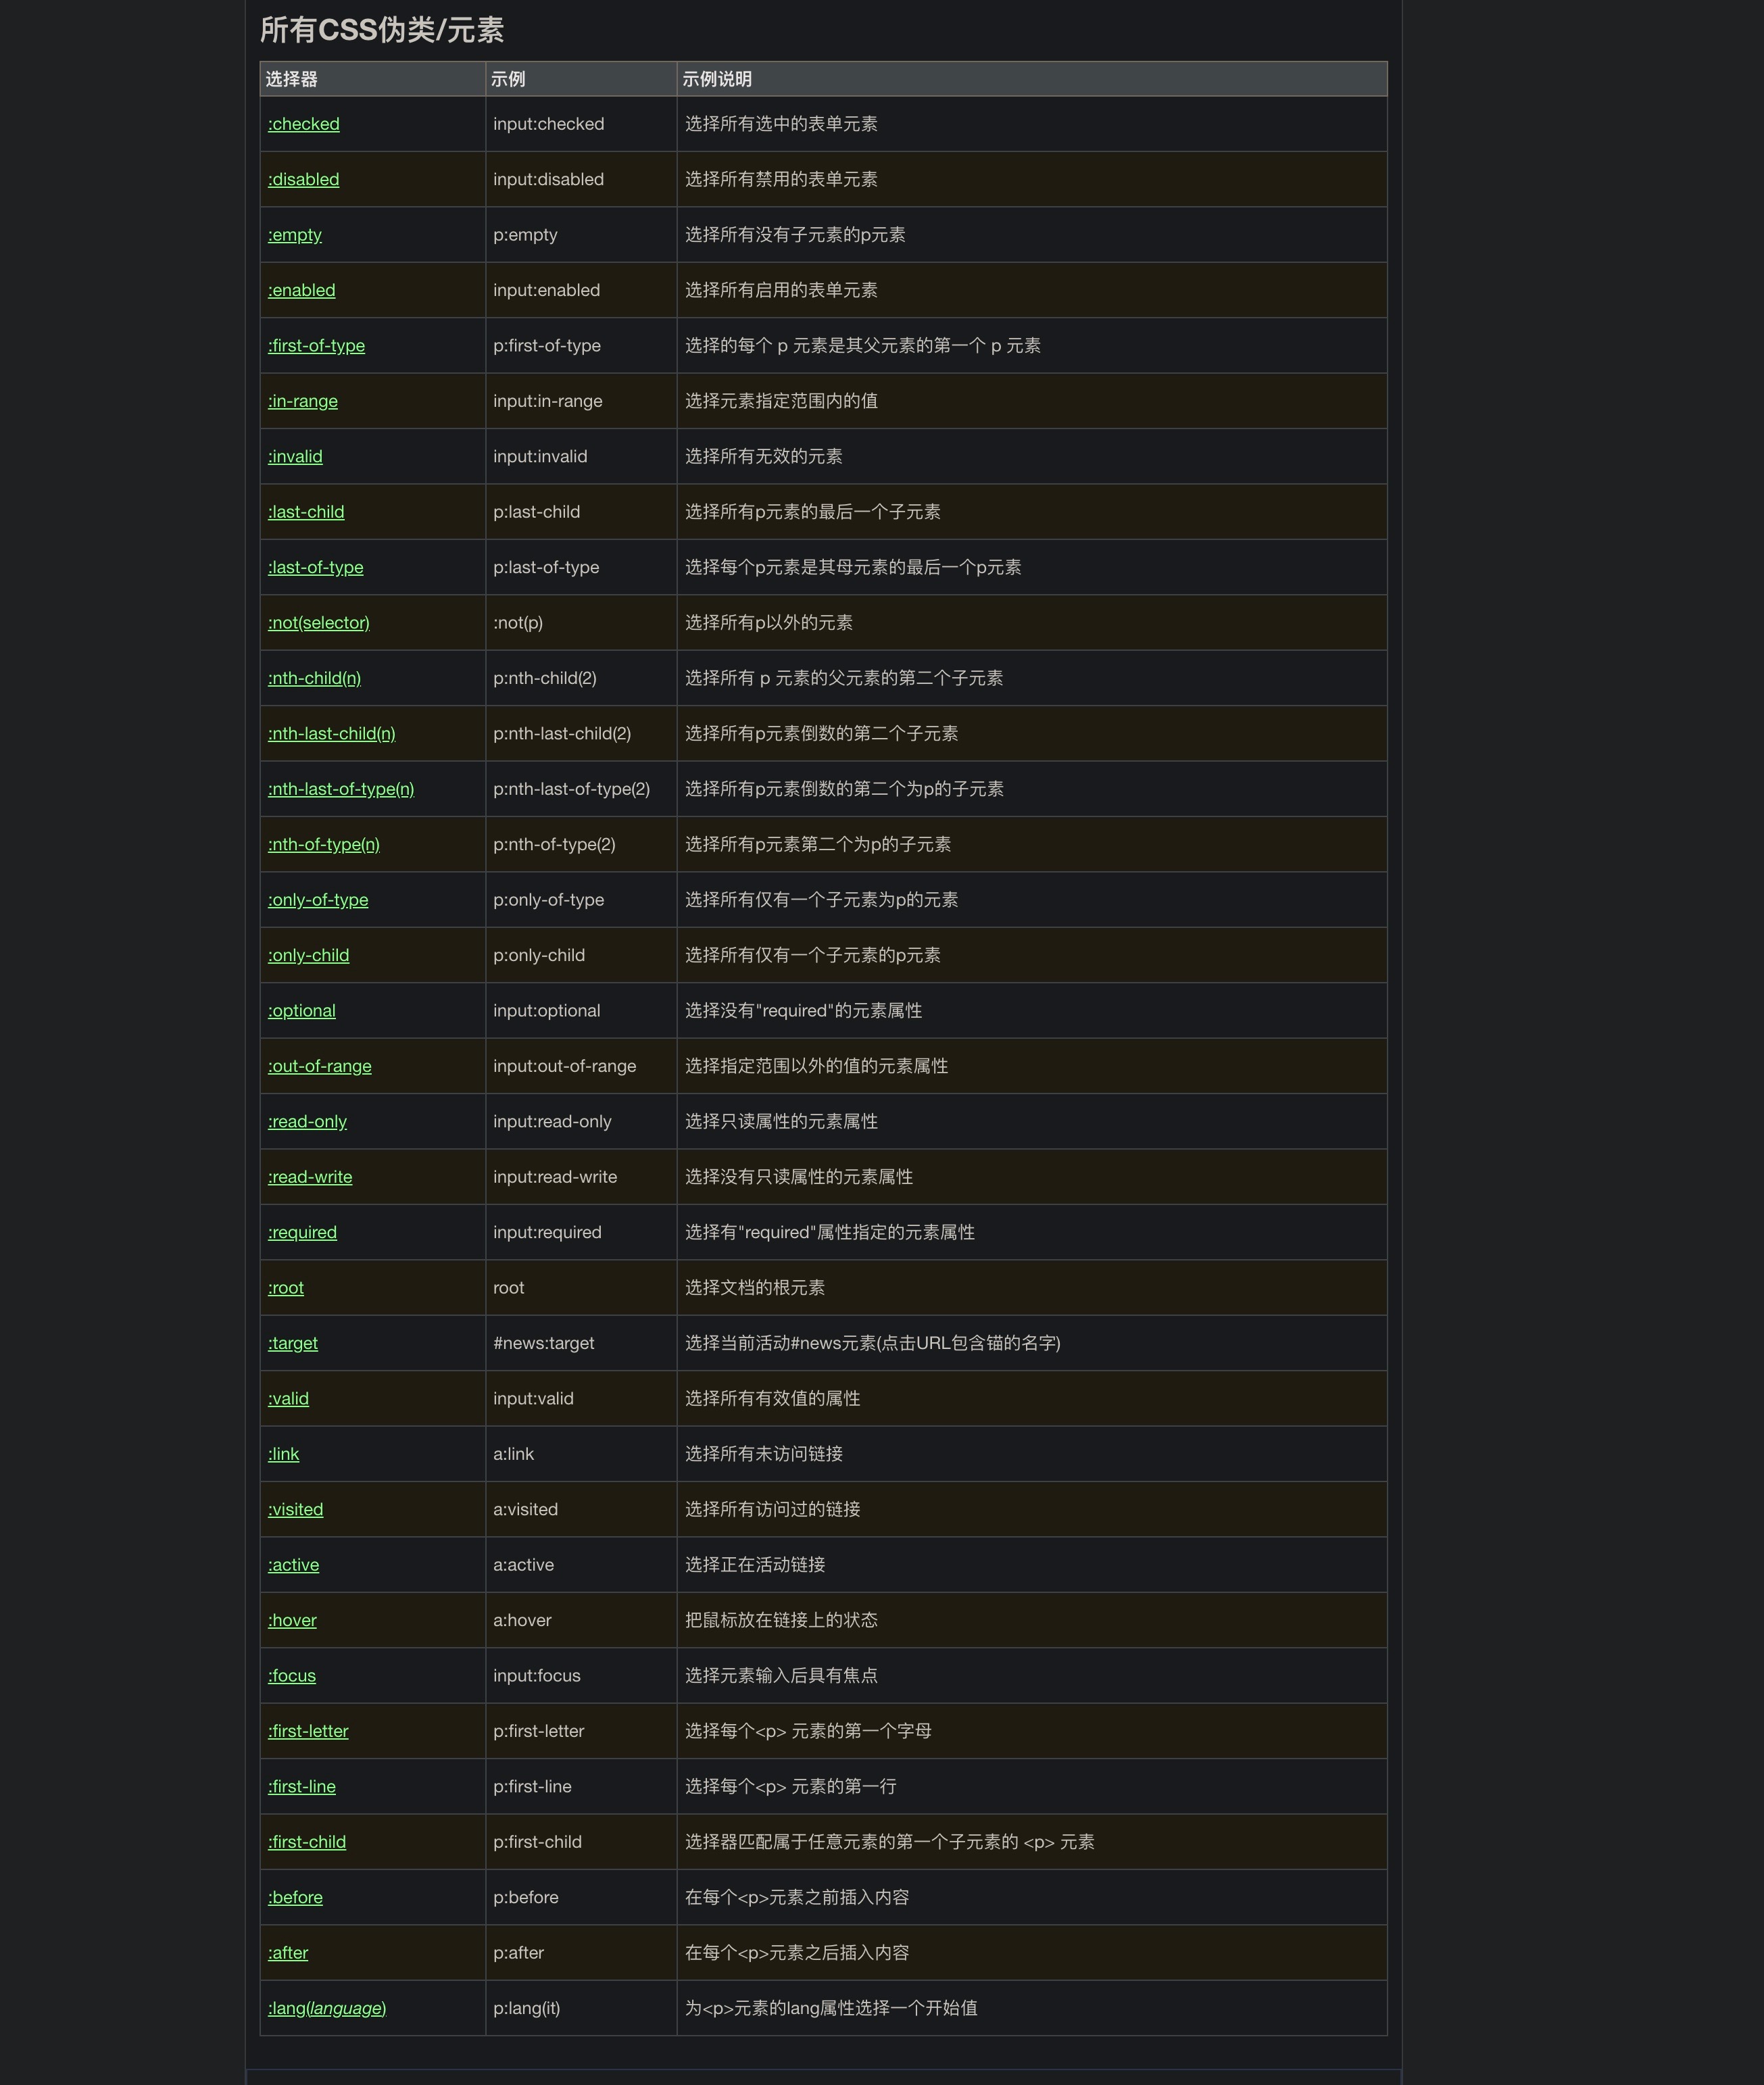 所有CSS伪类/元素
选择器 示例 示例说明
:checked input:checked 选择所有选中的表单元素
:disabled input:disabled 选择所有禁用的表单元素
:empty p:empty 选择所有没有子元素的p元素
:enabled input:enabled 选择所有启用的表单元素
:first-of-type p:first-of-type 选择的每个 p 元素是其父元素的第一个 p 元素
:in-range input:in-range 选择元素指定范围内的值
:invalid input:invalid 选择所有无效的元素
:last-child p:last-child 选择所有p元素的最后一个子元素
:last-of-type p:last-of-type 选择每个p元素是其母元素的最后一个p元素
:not(selector) :not(p) 选择所有p以外的元素
:nth-child(n) p:nth-child(2) 选择所有 p 元素的父元素的第二个子元素
:nth-last-child(n) p:nth-last-child(2) 选择所有p元素倒数的第二个子元素
:nth-last-of-type(n) p:nth-last-of-type(2) 选择所有p元素倒数的第二个为p的子元素
:nth-of-type(n) p:nth-of-type(2) 选择所有p元素第二个为p的子元素
:only-of-type p:only-of-type 选择所有仅有一个子元素为p的元素
:only-child p:only-child 选择所有仅有一个子元素的p元素
:optional input:optional 选择没有"required"的元素属性
:out-of-range input:out-of-range 选择指定范围以外的值的元素属性
:read-only input:read-only 选择只读属性的元素属性
:read-write input:read-write 选择没有只读属性的元素属性
:required input:required 选择有"required"属性指定的元素属性
:root root 选择文档的根元素
:target #news:target 选择当前活动#news元素(点击URL包含锚的名字)
:valid input:valid 选择所有有效值的属性
:link a:link 选择所有未访问链接
:visited a:visited 选择所有访问过的链接
:active a:active 选择正在活动链接
:hover a:hover 把鼠标放在链接上的状态
:focus input:focus 选择元素输入后具有焦点
:first-letter p:first-letter 选择每个<p> 元素的第一个字母
:first-line p:first-line 选择每个<p> 元素的第一行
:first-child p:first-child 选择器匹配属于任意元素的第一个子元素的 <p> 元素
:before p:before 在每个<p>元素之前插入内容
:after p:after 在每个<p>元素之后插入内容
:lang(language) p:lang(it) 为<p>元素的lang属性选择一个开始值